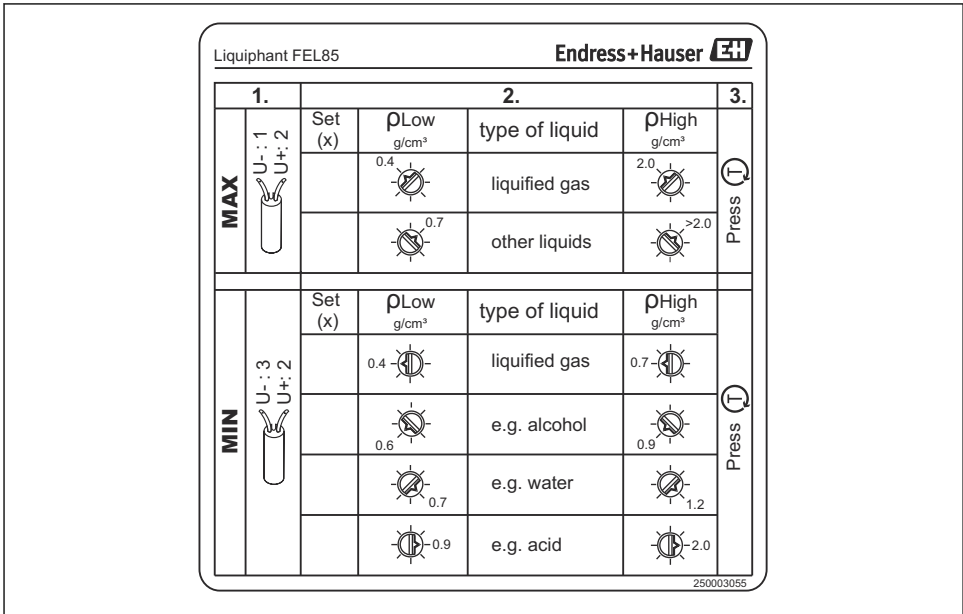 Liquiphant FEL85
Endress+Hauser EH
1. 2. 3.
MAX
U- : 1
U+: 2
Set (x) ρLow g/cm³ type of liquid ρHigh g/cm³
0.4 liquified gas 2.0
0.7 other liquids >2.0
Press T
MIN
U- : 3
U+: 2
Set (x) ρLow g/cm³ type of liquid ρHigh g/cm³
0.4 liquified gas 0.7
0.6 e.g. alcohol 0.9
0.7 e.g. water 1.2
0.9 e.g. acid 2.0
Press T
250003055